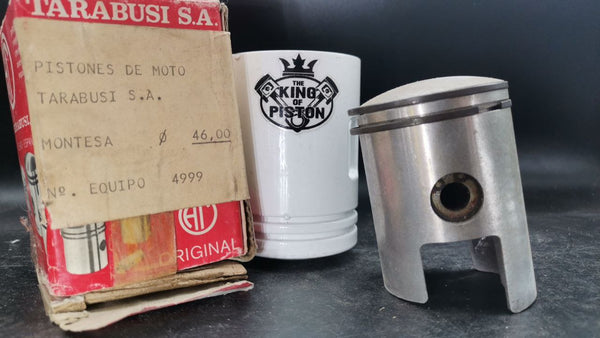 TARABUSI S.A.
PISTONES DE MOTO
TARABUSI S.A.
MONTESA Ø 46,00
Nº. EQUIPO 4999
ORIGINAL
THE
KING
OF
PISTON